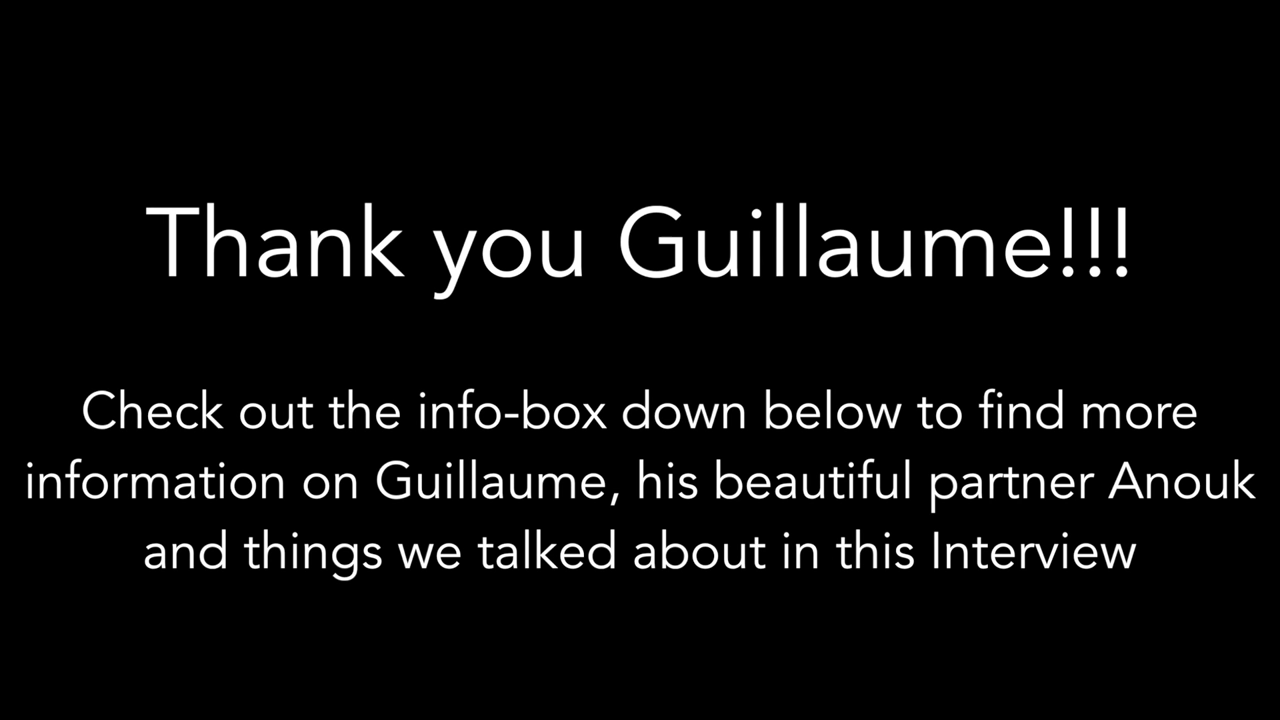 Thank you Guillaume!!!
Check out the info-box down below to find more
information on Guillaume, his beautiful partner Anouk
and things we talked about in this Interview